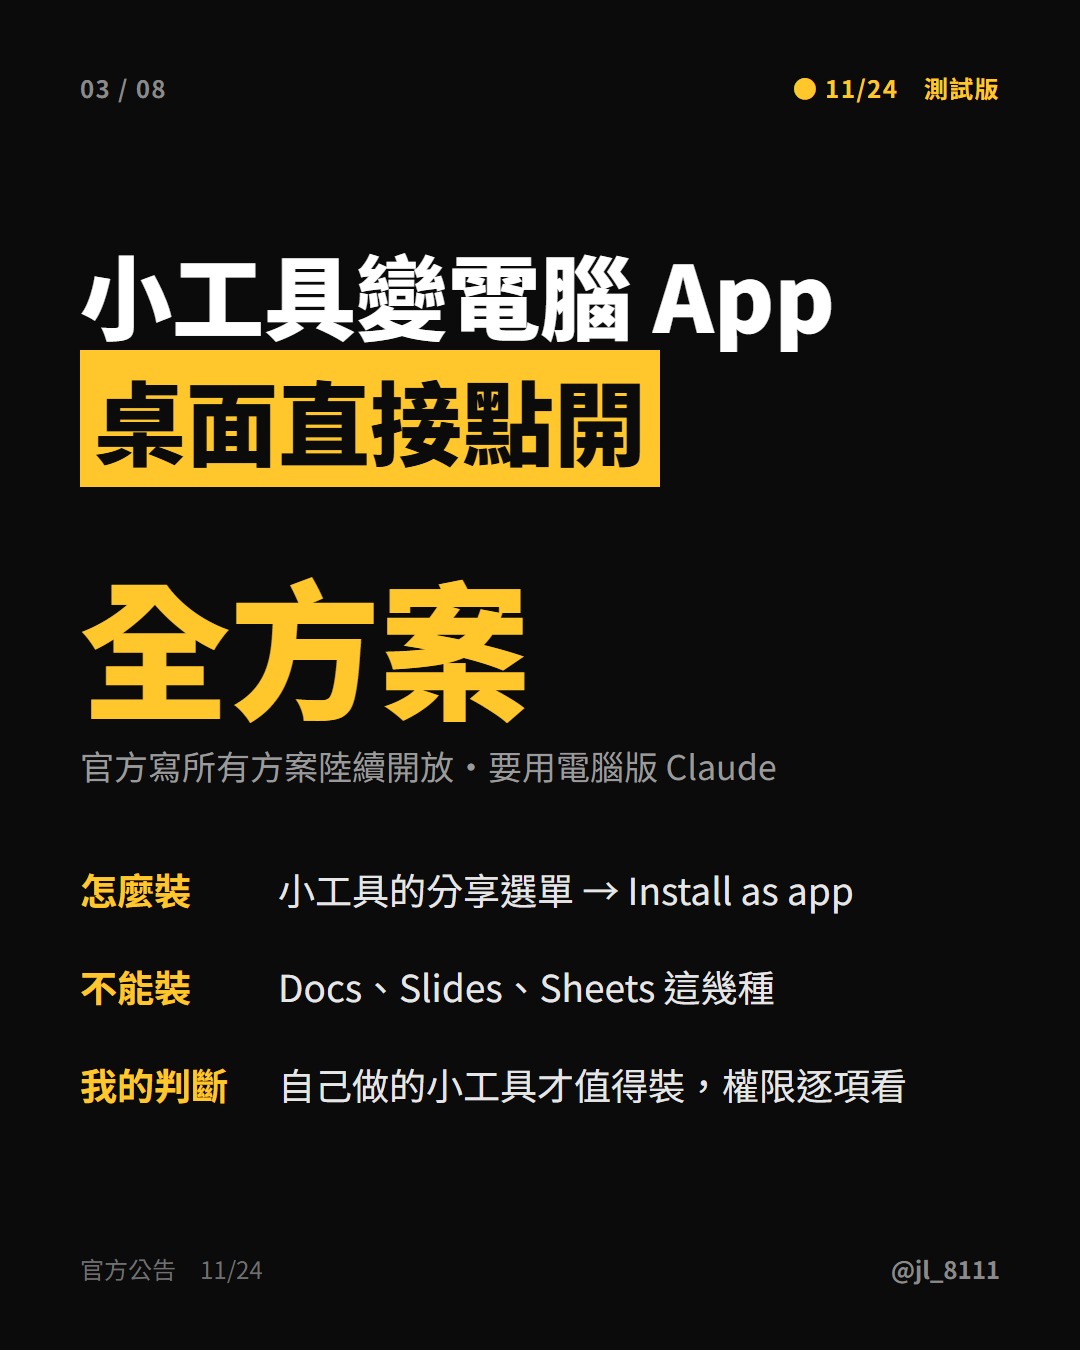 03 / 08
● 11/24 測試版
小工具變電腦 App
桌面直接點開
全方案
官方寫所有方案陸續開放・要用電腦版 Claude
怎麼裝 小工具的分享選單 → Install as app
不能裝 Docs、Slides、Sheets 這幾種
我的判斷 自己做的小工具才值得裝，權限逐項看
官方公告 11/24
@jl_8111